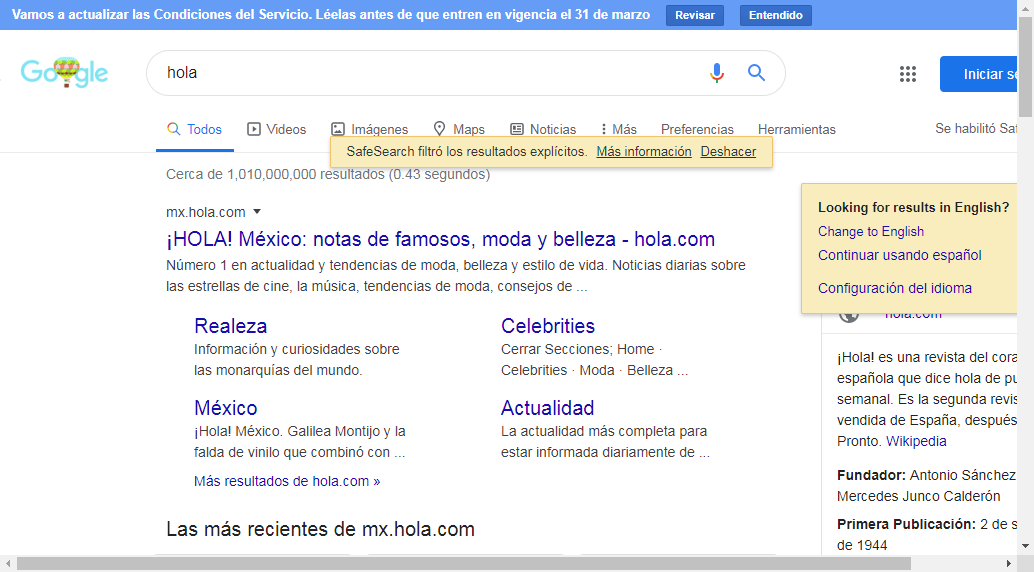 Vamos a actualizar las Condiciones del Servicio. Léelas antes de que entren en vigencia el 31 de marzo Revisar Entendido
Google
hola
Iniciar se
Todos Videos Imágenes Maps Noticias Más Preferencias Herramientas Se habilitó Saf
SafeSearch filtró los resultados explícitos. Más información Deshacer
Cerca de 1,010,000,000 resultados (0.43 segundos)
mx.hola.com
¡HOLA! México: notas de famosos, moda y belleza - hola.com
Número 1 en actualidad y tendencias de moda, belleza y estilo de vida. Noticias diarias sobre
las estrellas de cine, la música, tendencias de moda, consejos de ...
Realeza
Información y curiosidades sobre
las monarquías del mundo.
Celebrities
Cerrar Secciones; Home ·
Celebrities · Moda · Belleza ...
México
¡Hola! México. Galilea Montijo y la
falda de vinilo que combinó con ...
Actualidad
La actualidad más completa para
estar informada diariamente de ...
Más resultados de hola.com »
Las más recientes de mx.hola.com
Looking for results in English?
Change to English
Continuar usando español
Configuración del idioma
hola.com
¡Hola! es una revista del cora
española que dice hola de pu
semanal. Es la segunda revis
vendida de España, después
Pronto. Wikipedia
Fundador: Antonio Sánchez
Mercedes Junco Calderón
Primera Publicación: 2 de s
de 1944